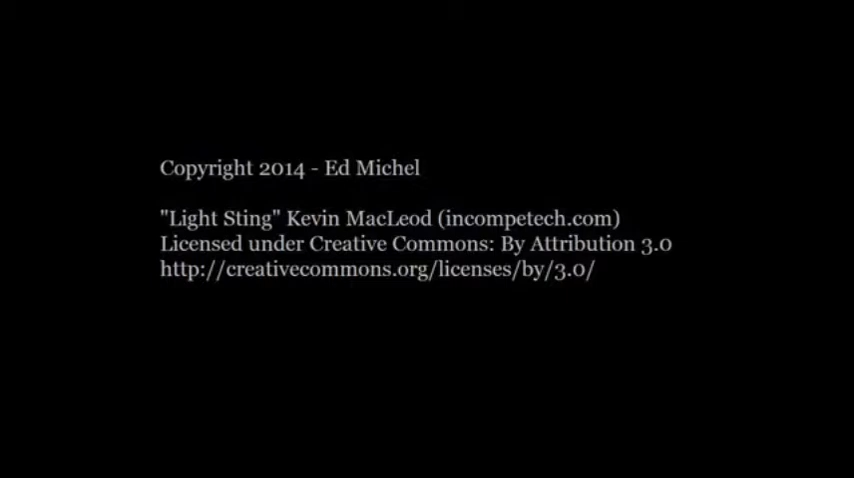 Copyright 2014 - Ed Michel
"Light Sting" Kevin MacLeod (incompetech.com)
Licensed under Creative Commons: By Attribution 3.0
http://creativecommons.org/licenses/by/3.0/